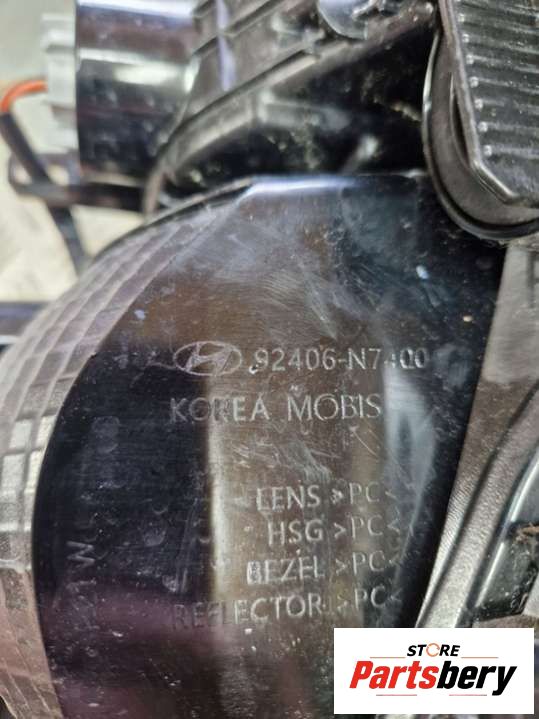 92406-N7400
KOREA MOBIS
LENS >PC<
HSG >PC<
BEZEL >PC<
REFLECTOR >PC<
STORE
Partsbery